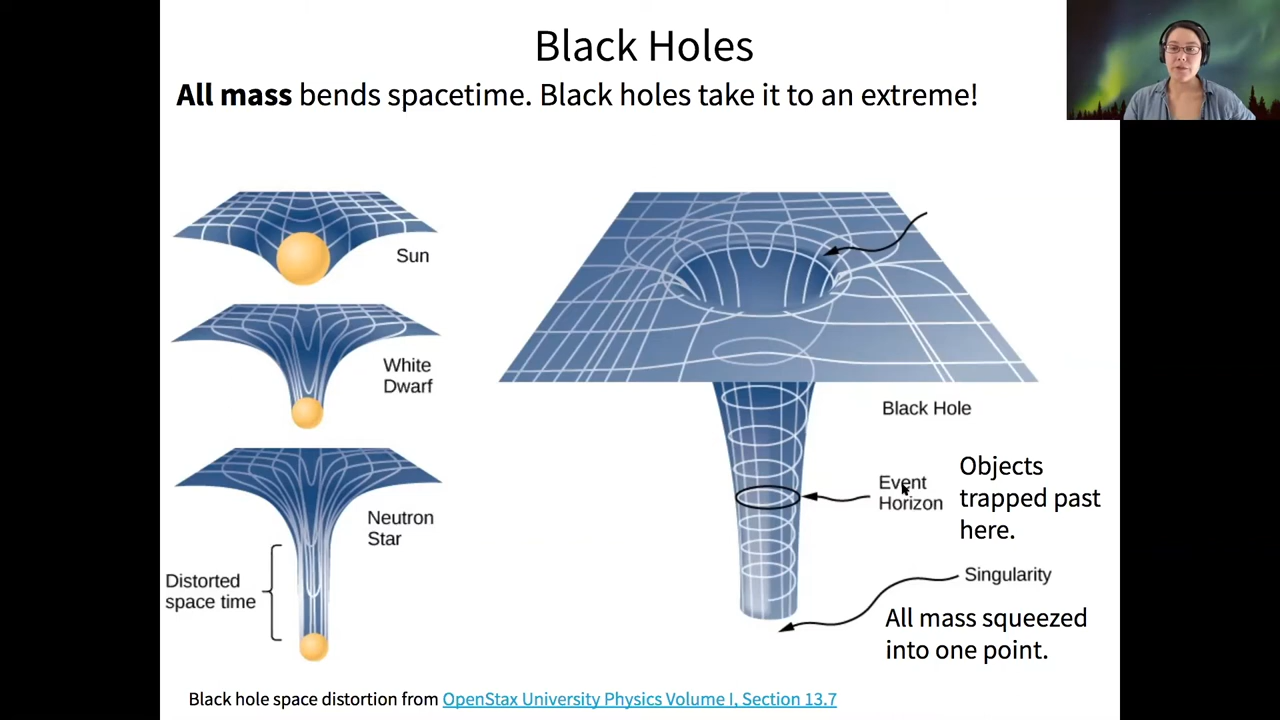 Black Holes
All mass bends spacetime. Black holes take it to an extreme!
Sun
White
Dwarf
Neutron
Star
Distorted
space time
Black Hole
Event
Horizon
Objects
trapped past
here.
Singularity
All mass squeezed
into one point.
Black hole space distortion from OpenStax University Physics Volume I, Section 13.7